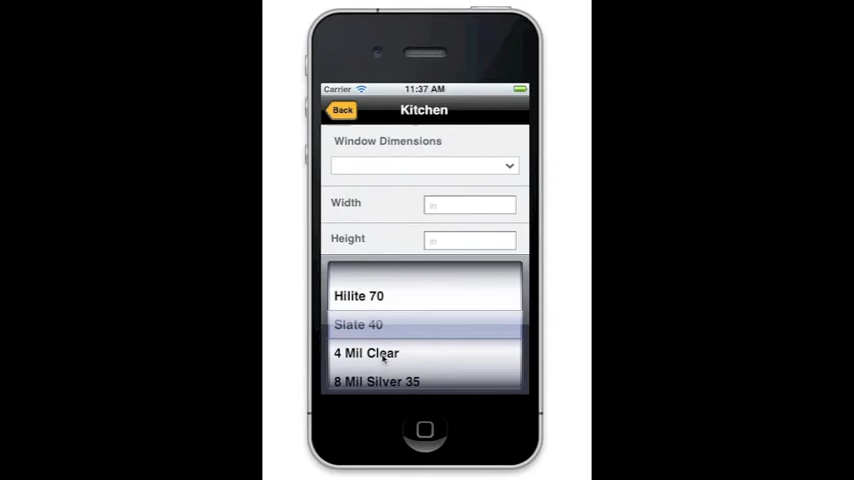 Carrier 11:37 AM
Back Kitchen
Window Dimensions
Width in
Height in
Hilite 70
Slate 40
4 Mil Clear
8 Mil Silver 35